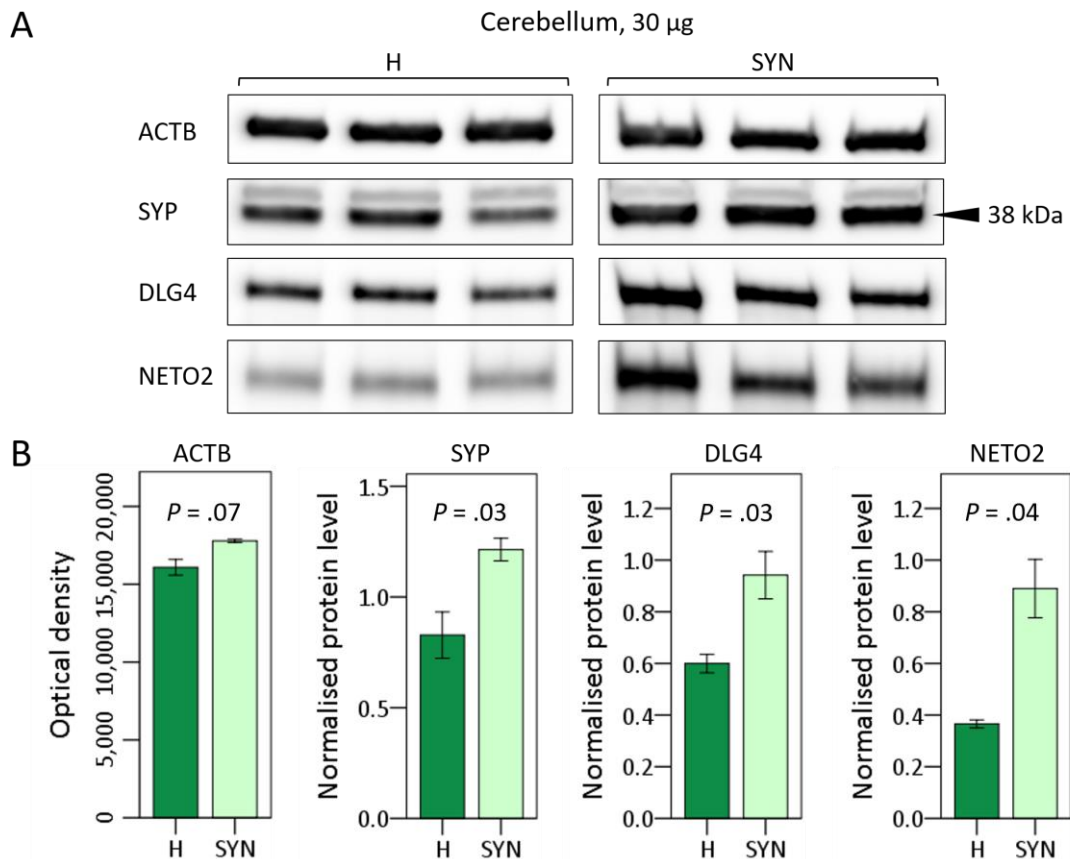 A
Cerebellum, 30 µg
H
SYN
ACTB
SYP
38 kDa
DLG4
NETO2
B
ACTB
Optical density
20,000
15,000
10,000
5,000
0
P = .07
H SYN
SYP
Normalised protein level
1.5
1.0
0.5
0.0
P = .03
H SYN
DLG4
Normalised protein level
1.2
1.0
0.8
0.6
0.4
0.2
0.0
P = .03
H SYN
NETO2
Normalised protein level
1.2
1.0
0.8
0.6
0.4
0.2
0.0
P = .04
H SYN